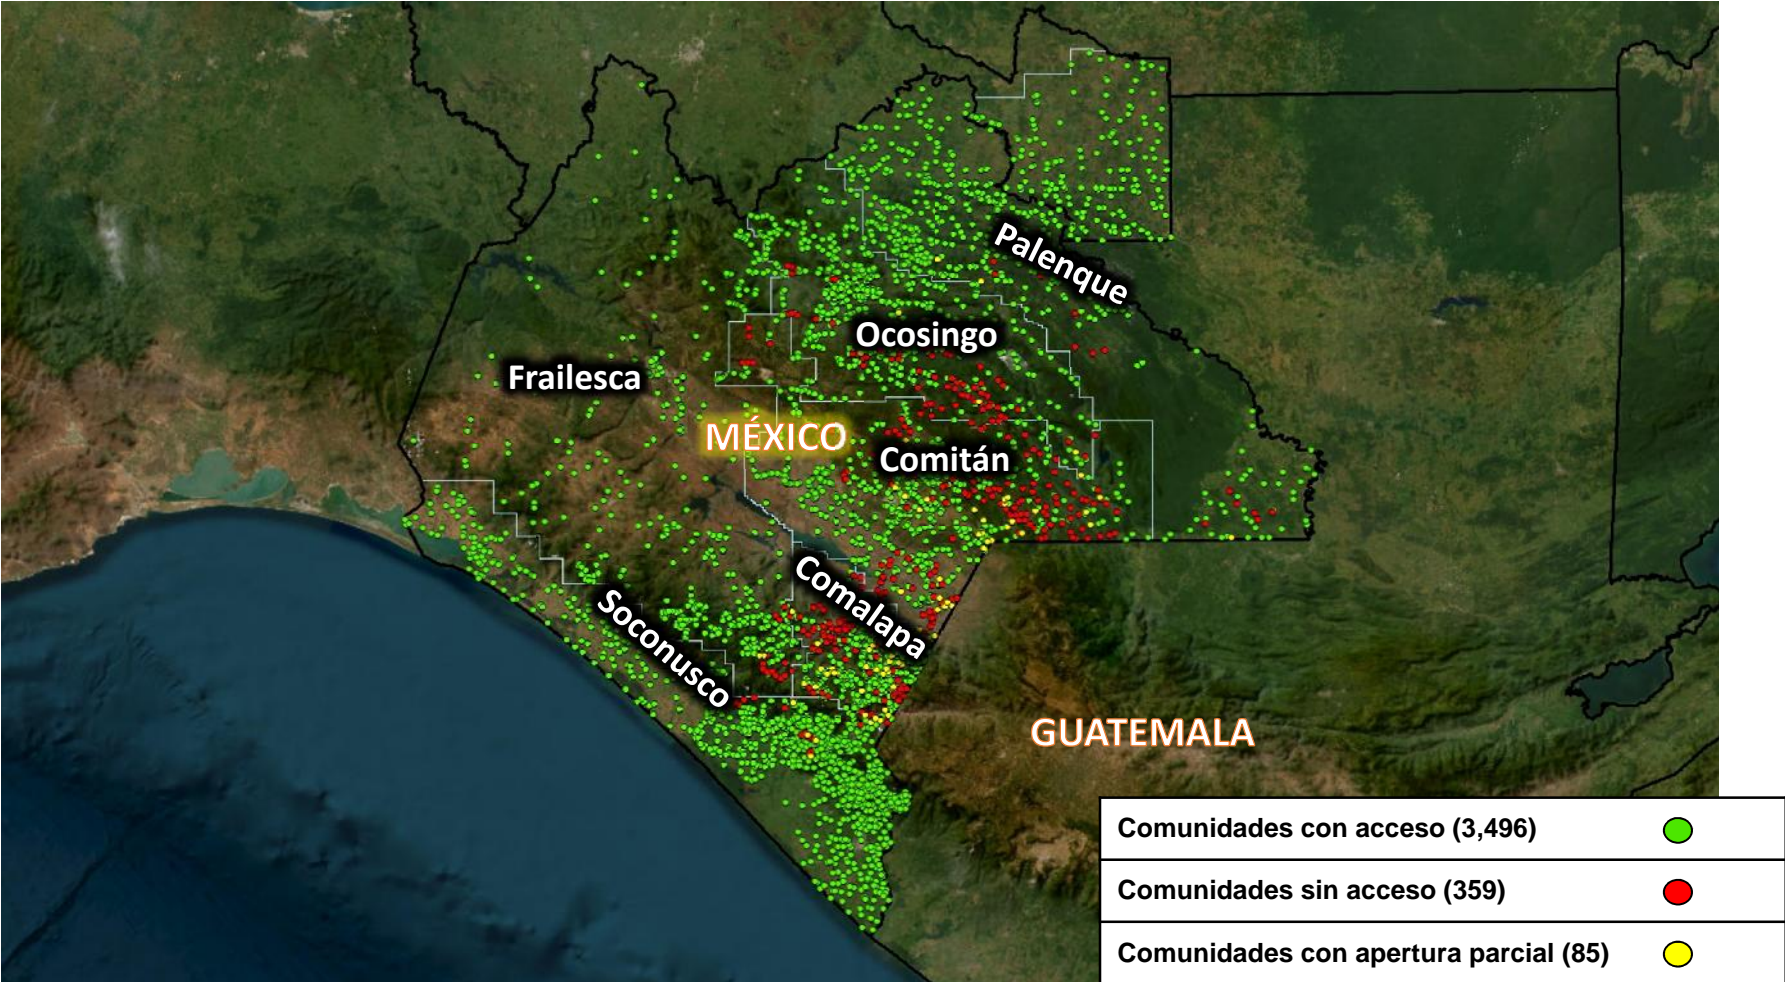 Palenque
Ocosingo
Frailesca
MÉXICO
Comitán
Comalapa
Soconusco
GUATEMALA
Comunidades con acceso (3,496)
Comunidades sin acceso (359)
Comunidades con apertura parcial (85)